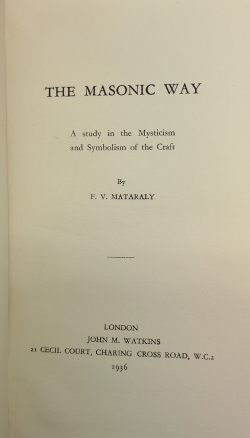 THE MASONIC WAY
A study in the Mysticism
and Symbolism of the Craft
By
F. V. MATARALY
LONDON
JOHN M. WATKINS
21 CECIL COURT, CHARING CROSS ROAD, W.C.2
1936